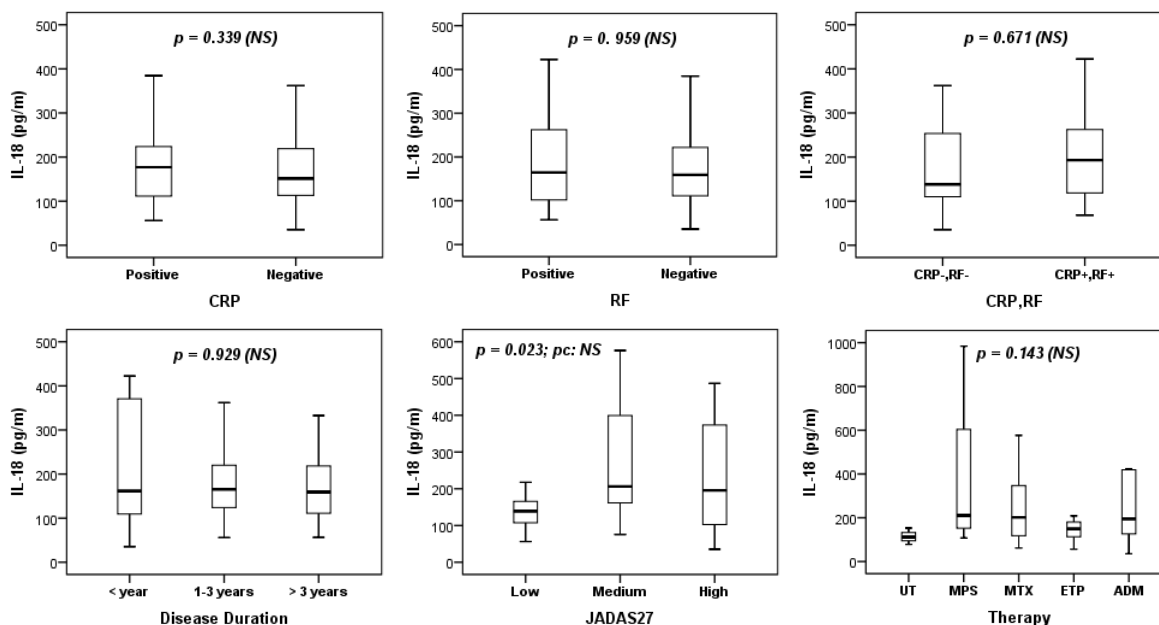 p = 0.339 (NS)
IL-18 (pg/m)
500
400
300
200
100
0
Positive Negative
CRP
p = 0. 959 (NS)
IL-18 (pg/m)
500
400
300
200
100
0
Positive Negative
RF
p = 0.671 (NS)
IL-18 (pg/m)
500
400
300
200
100
0
CRP-,RF- CRP+,RF+
CRP,RF
p = 0.929 (NS)
IL-18 (pg/m)
500
400
300
200
100
0
< year 1-3 years > 3 years
Disease Duration
p = 0.023; pc: NS
IL-18 (pg/m)
600
500
400
300
200
100
0
Low Medium High
JADAS27
p = 0.143 (NS)
IL-18 (pg/m)
1000
800
600
400
200
0
UT MPS MTX ETP ADM
Therapy